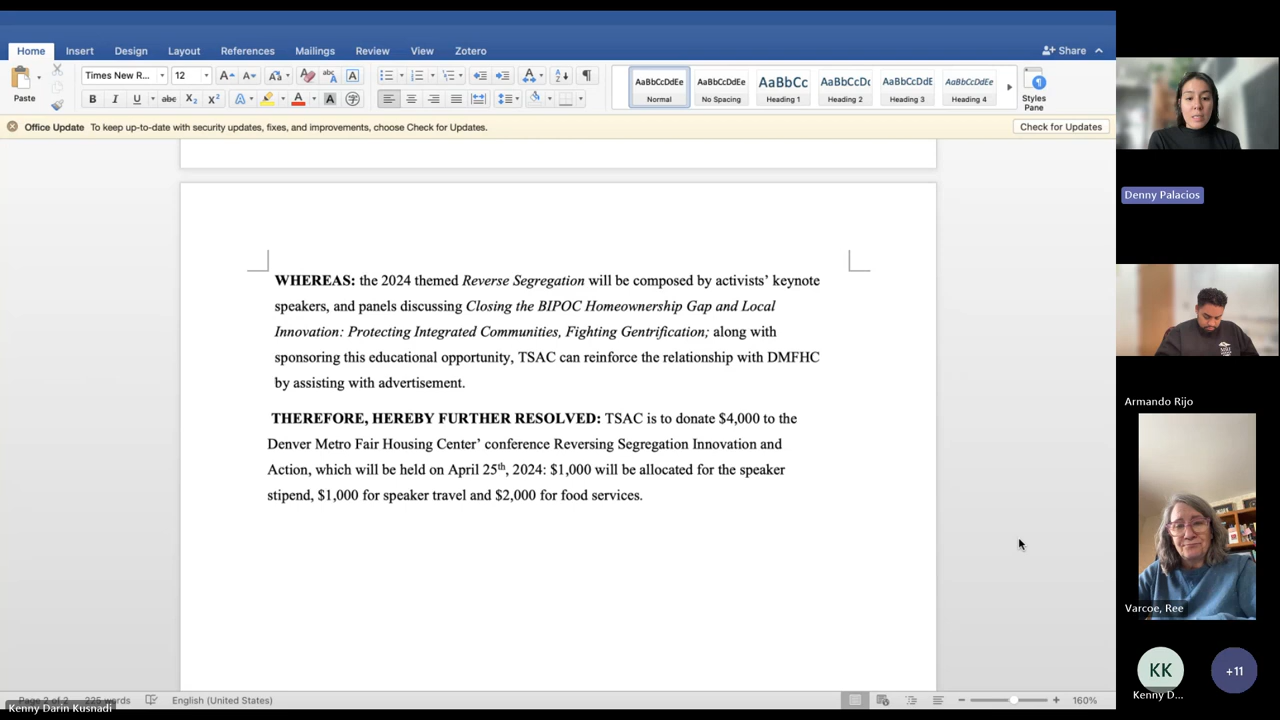 Home Insert Design Layout References Mailings Review View Zotero Share
Times New R... 12
Paste
AaBbCcDdEe AaBbCcDdEe AaBbCc AaBbCcDc AaBbCcDdE AaBbCcDdEe
Normal No Spacing Heading 1 Heading 2 Heading 3 Heading 4 Styles Pane
Office Update To keep up-to-date with security updates, fixes, and improvements, choose Check for Updates. Check for Updates
WHEREAS: the 2024 themed Reverse Segregation will be composed by activists’ keynote
speakers, and panels discussing Closing the BIPOC Homeownership Gap and Local
Innovation: Protecting Integrated Communities, Fighting Gentrification; along with
sponsoring this educational opportunity, TSAC can reinforce the relationship with DMFHC
by assisting with advertisement.
THEREFORE, HEREBY FURTHER RESOLVED: TSAC is to donate $4,000 to the
Denver Metro Fair Housing Center’ conference Reversing Segregation Innovation and
Action, which will be held on April 25th, 2024: $1,000 will be allocated for the speaker
stipend, $1,000 for speaker travel and $2,000 for food services.
Page 2 of 2 225 words English (United States) 160%
Kenny Darin Kusnadi
Denny Palacios
Armando Rijo
Varcoe, Ree
KK +11
Kenny D...